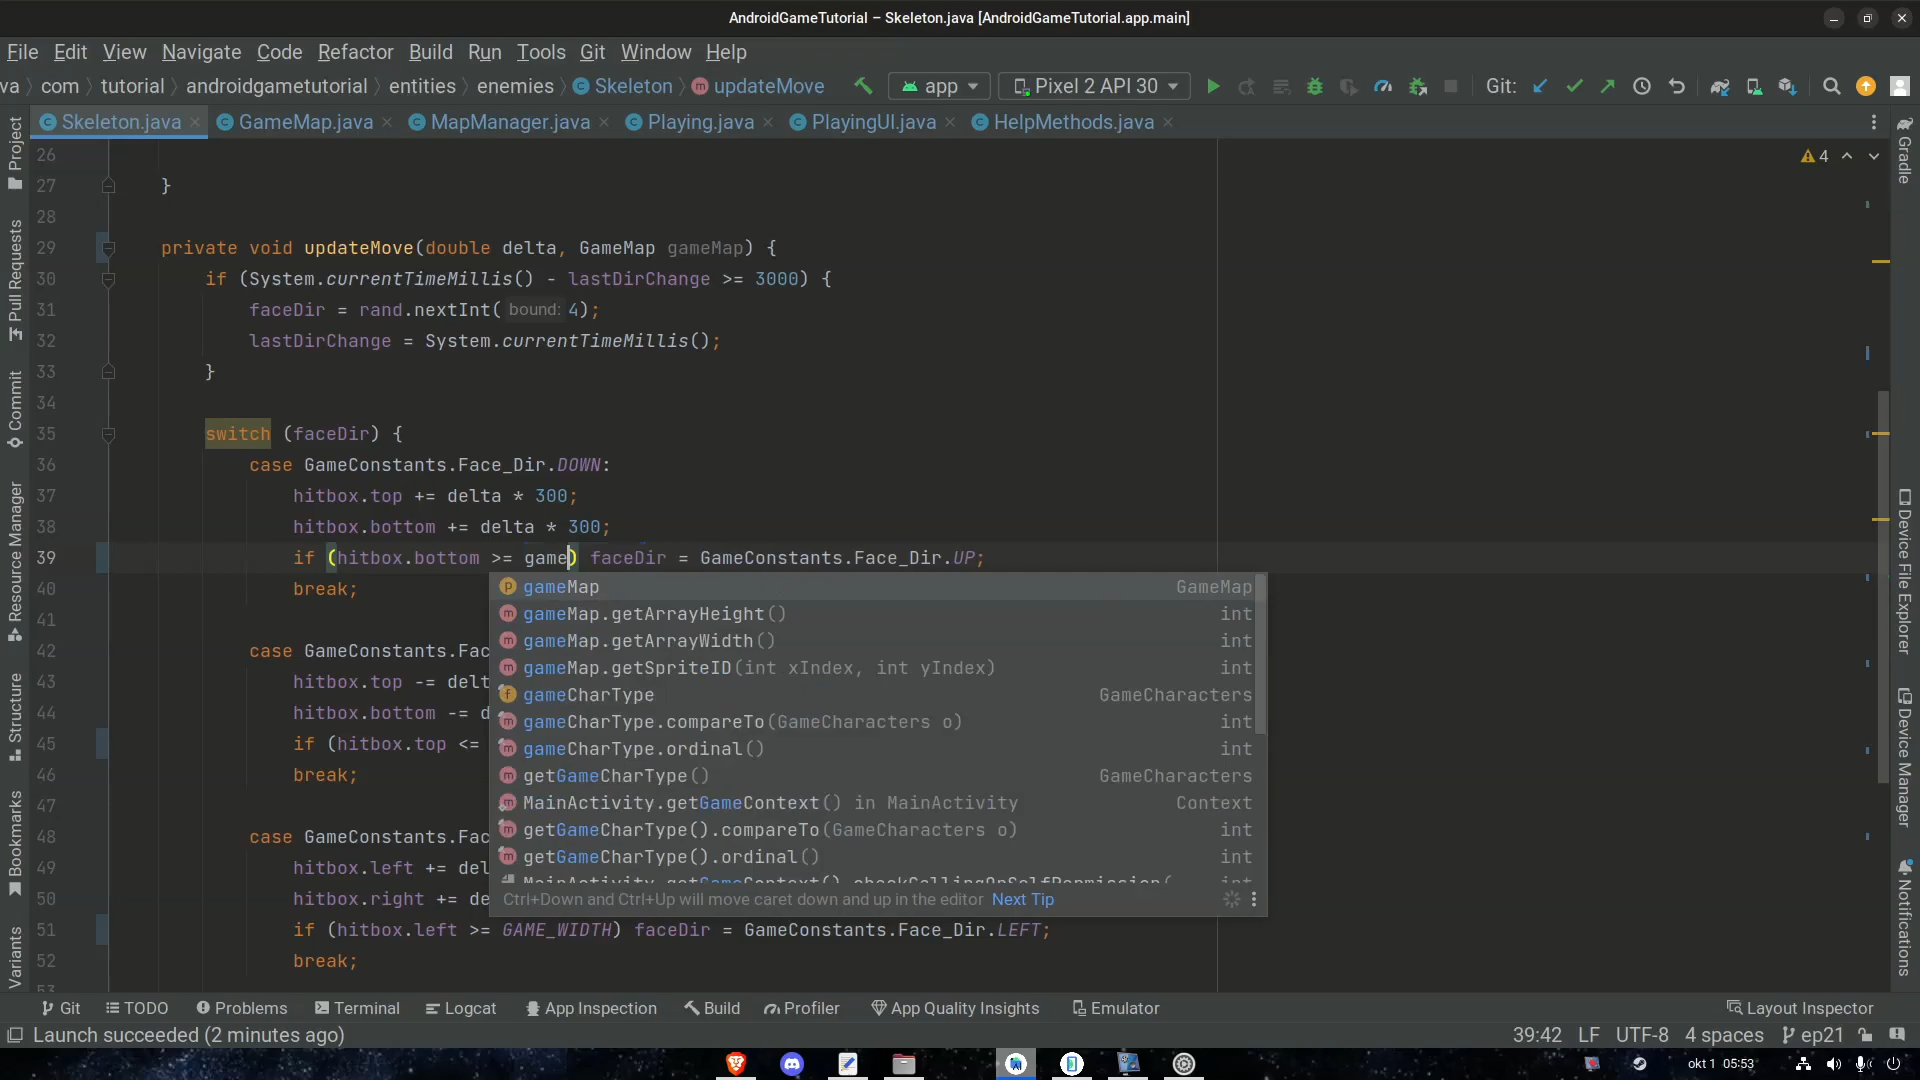 AndroidGameTutorial – Skeleton.java [AndroidGameTutorial.app.main]
File Edit View Navigate Code Refactor Build Run Tools Git Window Help
va com tutorial androidgametutorial entities enemies Skeleton updateMove app Pixel 2 API 30 Git:
Skeleton.java GameMap.java MapManager.java Playing.java PlayingUI.java HelpMethods.java
Project
Pull Requests
Commit
Resource Manager
Structure
Bookmarks
Variants
26
4
27 }
28
29 private void updateMove(double delta, GameMap gameMap) {
30 if (System.currentTimeMillis() - lastDirChange >= 3000) {
31 faceDir = rand.nextInt( bound: 4);
32 lastDirChange = System.currentTimeMillis();
33 }
34
35 switch (faceDir) {
36 case GameConstants.Face_Dir.DOWN:
37 hitbox.top += delta * 300;
38 hitbox.bottom += delta * 300;
39 if (hitbox.bottom >= game) faceDir = GameConstants.Face_Dir.UP;
40 break;
41
42 case GameConstants.Fac
43 hitbox.top -= delt
44 hitbox.bottom -= d
45 if (hitbox.top <=
46 break;
47
48 case GameConstants.Fac
49 hitbox.left += del
50 hitbox.right += de
51 if (hitbox.left >= GAME_WIDTH) faceDir = GameConstants.Face_Dir.LEFT;
52 break;
53
gameMap GameMap
gameMap.getArrayHeight() int
gameMap.getArrayWidth() int
gameMap.getSpriteID(int xIndex, int yIndex) int
gameCharType GameCharacters
gameCharType.compareTo(GameCharacters o) int
gameCharType.ordinal() int
getGameCharType() GameCharacters
MainActivity.getGameContext() in MainActivity Context
getGameCharType().compareTo(GameCharacters o) int
getGameCharType().ordinal() int
MainActivity.getGameContext().checkCallingOrSelfPermission( int
Ctrl+Down and Ctrl+Up will move caret down and up in the editor Next Tip
Gradle
Device File Explorer
Device Manager
Notifications
Git TODO Problems Terminal Logcat App Inspection Build Profiler App Quality Insights Emulator Layout Inspector
Launch succeeded (2 minutes ago) 39:42 LF UTF-8 4 spaces ep21
okt 1 05:53